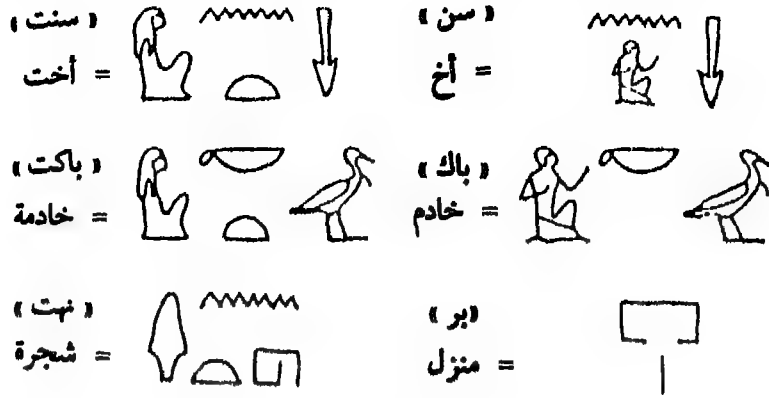 « سن »
= أخ
« سنت »
= أخت
« باك »
= خادم
« باكت »
= خادمة
« بر »
= منزل
« نهت »
= شجرة